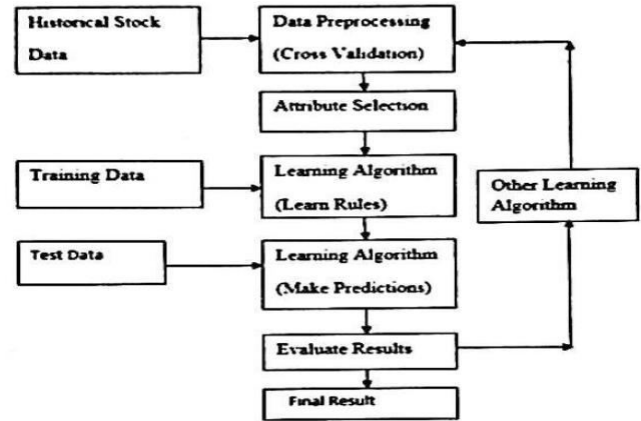 Historical Stock
Data
Data Preprocessing
(Cross Validation)
Attribute Selection
Training Data
Learning Algorithm
(Learn Rules)
Other Learning
Algorithm
Test Data
Learning Algorithm
(Make Predictions)
Evaluate Results
Final Result